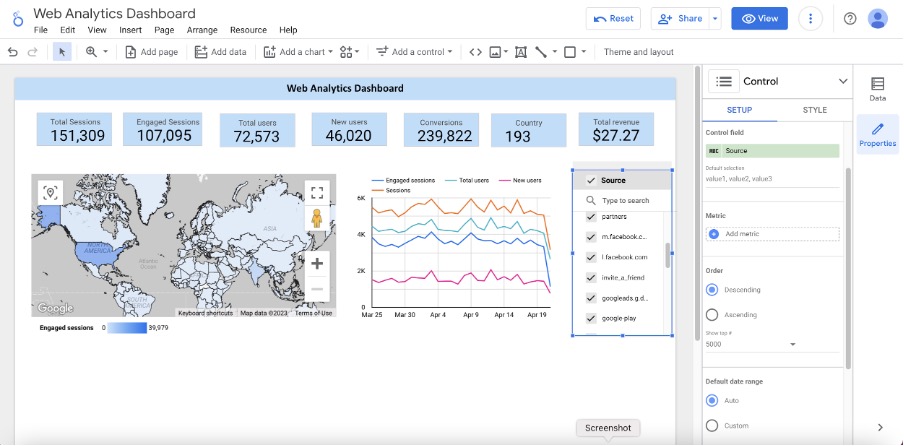 Web Analytics Dashboard
File Edit View Insert Page Arrange Resource Help
Reset
Share
View
Add page
Add data
Add a chart
Add a control
Theme and layout
Web Analytics Dashboard
Total Sessions
151,309
Engaged Sessions
107,095
Total users
72,573
New users
46,020
Conversions
239,822
Country
193
Total revenue
$27.27
NORTH
AMERICA
ASIA
Atlantic
Ocean
AFRICA
SOUTH
AMERICA
Google
Keyboard shortcuts
Map data ©2023
Terms of Use
Engaged sessions 0 39,979
Engaged sessions Total users New users
Sessions
6K
4K
2K
0
Mar 25 Mar 30 Apr 4 Apr 9 Apr 14 Apr 19
Source
Type to search
partners
m.facebook.c...
l.facebook.com
invite_a_friend
googleads.g.d...
google-play
Screenshot
Control
SETUP STYLE
Control field
Source
Default selection
value1, value2, value3
Metric
Add metric
Order
Descending
Ascending
Show top #
5000
Default date range
Auto
Custom
Data
Properties